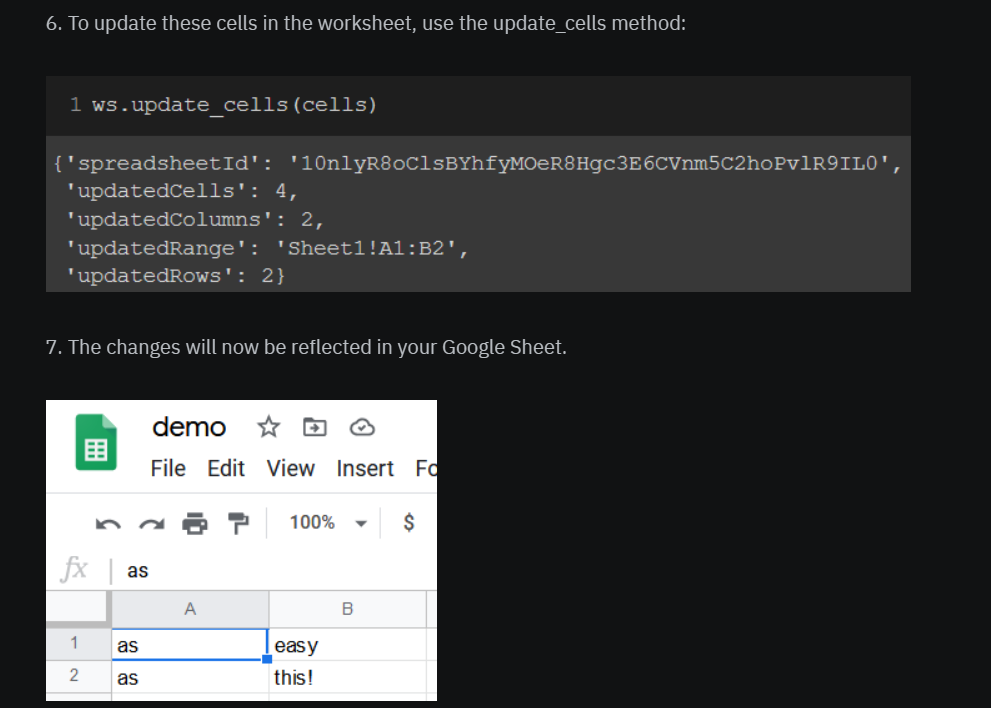 6. To update these cells in the worksheet, use the update_cells method:
1 ws.update_cells(cells)
{'spreadsheetId': '10nlyR8oClsBYhfyMOeR8Hgc3E6CVnm5C2hoPvlR9IL0',
'updatedCells': 4,
'updatedColumns': 2,
'updatedRange': 'Sheet1!A1:B2',
'updatedRows': 2}
7. The changes will now be reflected in your Google Sheet.
demo
File Edit View Insert Fo
100% $
fx as
A B
1 as easy
2 as this!